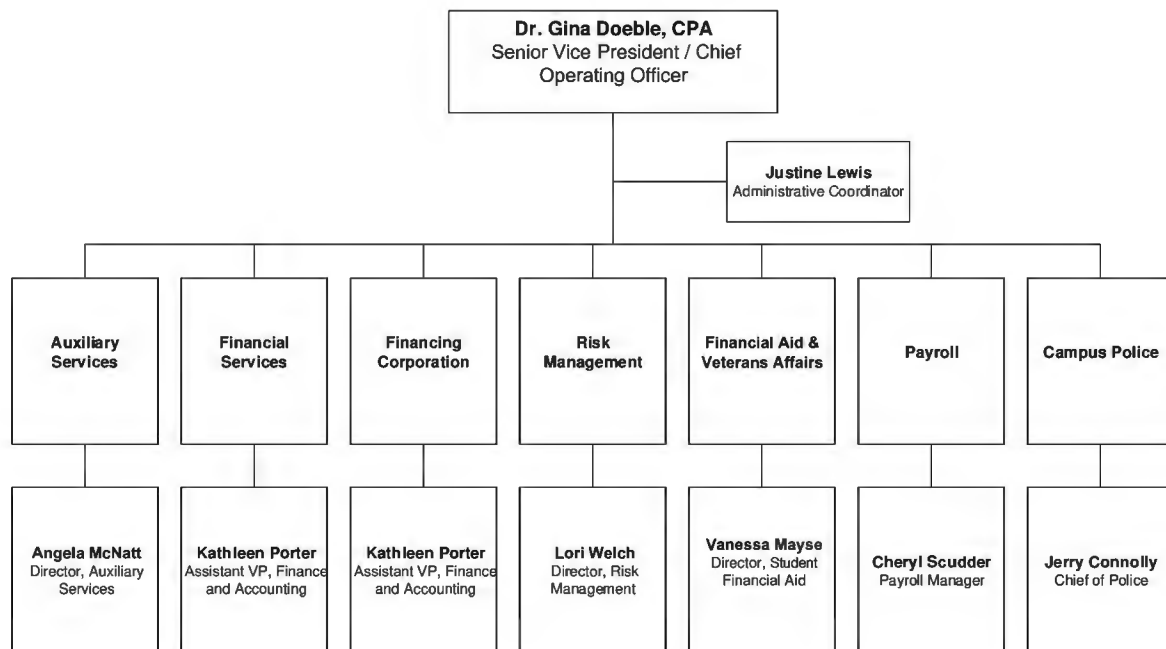 Dr. Gina Doeble, CPA
Senior Vice President / Chief
Operating Officer
Justine Lewis
Administrative Coordinator
Auxiliary
Services
Financial
Services
Financing
Corporation
Risk
Management
Financial Aid &
Veterans Affairs
Payroll
Campus Police
Angela McNatt
Director, Auxiliary
Services
Kathleen Porter
Assistant VP, Finance
and Accounting
Kathleen Porter
Assistant VP, Finance
and Accounting
Lori Welch
Director, Risk
Management
Vanessa Mayse
Director, Student
Financial Aid
Cheryl Scudder
Payroll Manager
Jerry Connolly
Chief of Police